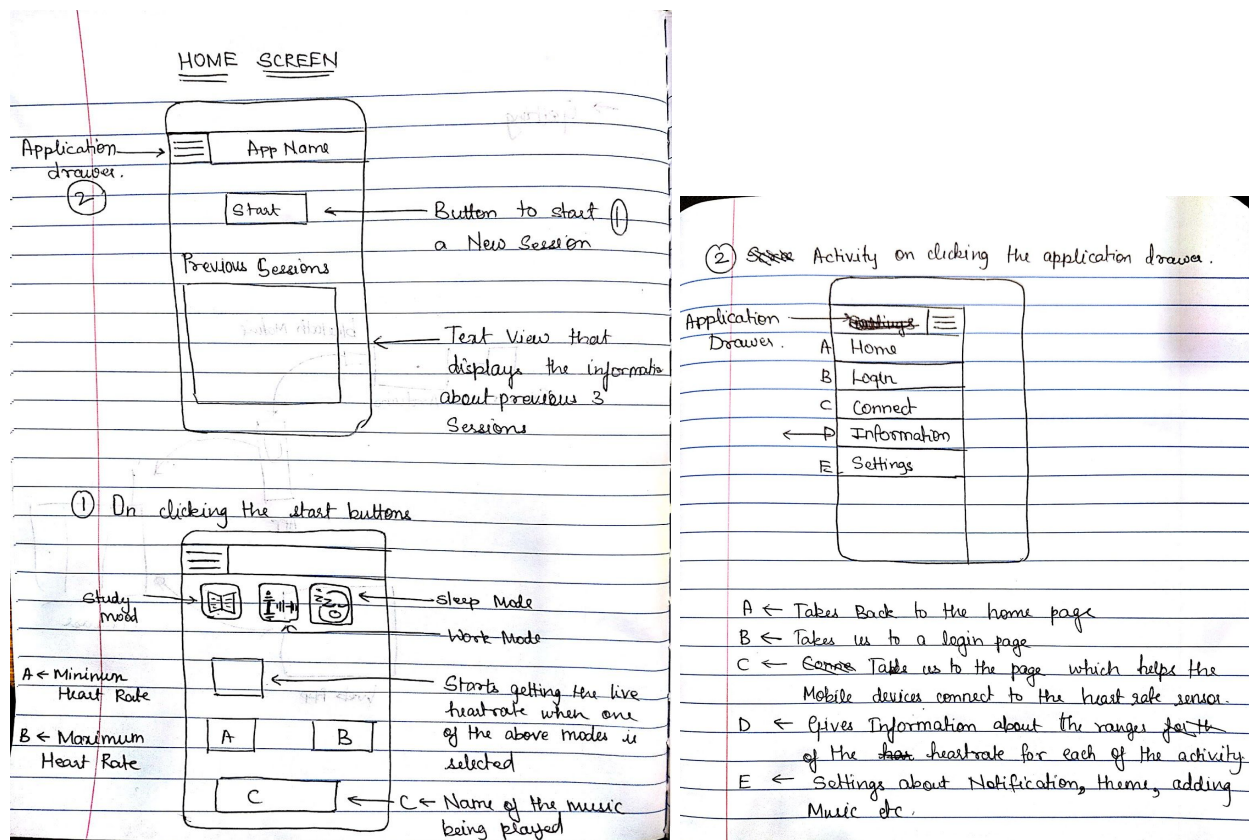 HOME SCREEN
Application
drawer.
②
App Name
Start
Button to start ①
a New Session
Previous Sessions
Text View that
displays the informatio
about previous 3
Sessions
① On clicking the start buttons
Study
mood
Sleep Mode
Work Mode
A ← Mininum
Heart Rate
Starts getting the live
heartrate when one
of the above modes is
selected
B ← Maximum
Heart Rate
A
B
C
C ← Name of the music
being played
② Activity on clicking the application drawer.
Application
Drawer.
A Home
B Login
C Connect
D Information
E Settings
A ← Takes Back to the home page
B ← Takes us to a login page
C ← Take us to the page which helps the
Mobile devices connect to the heart rate sensor.
D ← Gives Information about the ranges
of the heartrate for each of the activity
E ← Settings about Notification, theme, adding
Music etc.